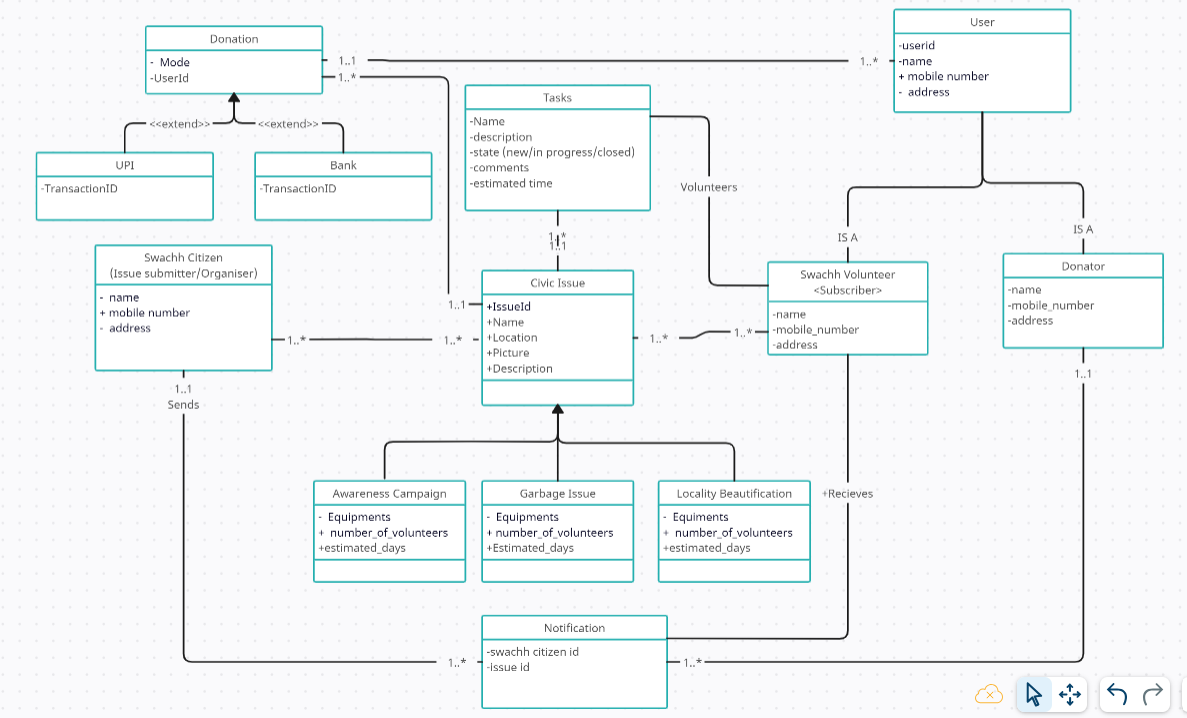 Donation
- Mode
-UserId
1..1
1..*
1..*
User
-userid
-name
+ mobile number
- address
<<extend>>
<<extend>>
UPI
-TransactionID
Bank
-TransactionID
Tasks
-Name
-description
-state (new/in progress/closed)
-comments
-estimated time
Volunteers
1..*
1..1
IS A
IS A
Swachh Citizen
(Issue submitter/Organiser)
- name
+ mobile number
- address
1..*
1..*
1..1
Civic Issue
+IssueId
+Name
+Location
+Picture
+Description
1..*
1..*
Swachh Volunteer
<Subscriber>
-name
-mobile_number
-address
Donator
-name
-mobile_number
-address
1..1
Sends
1..1
Awareness Campaign
- Equipments
+ number_of_volunteers
+estimated_days
Garbage Issue
- Equipments
+ number_of_volunteers
+Estimated_days
Locality Beautification
- Equiments
+ number_of_volunteers
+estimated_days
+Recieves
Notification
-swachh citizen id
-issue id
1..*
1..*